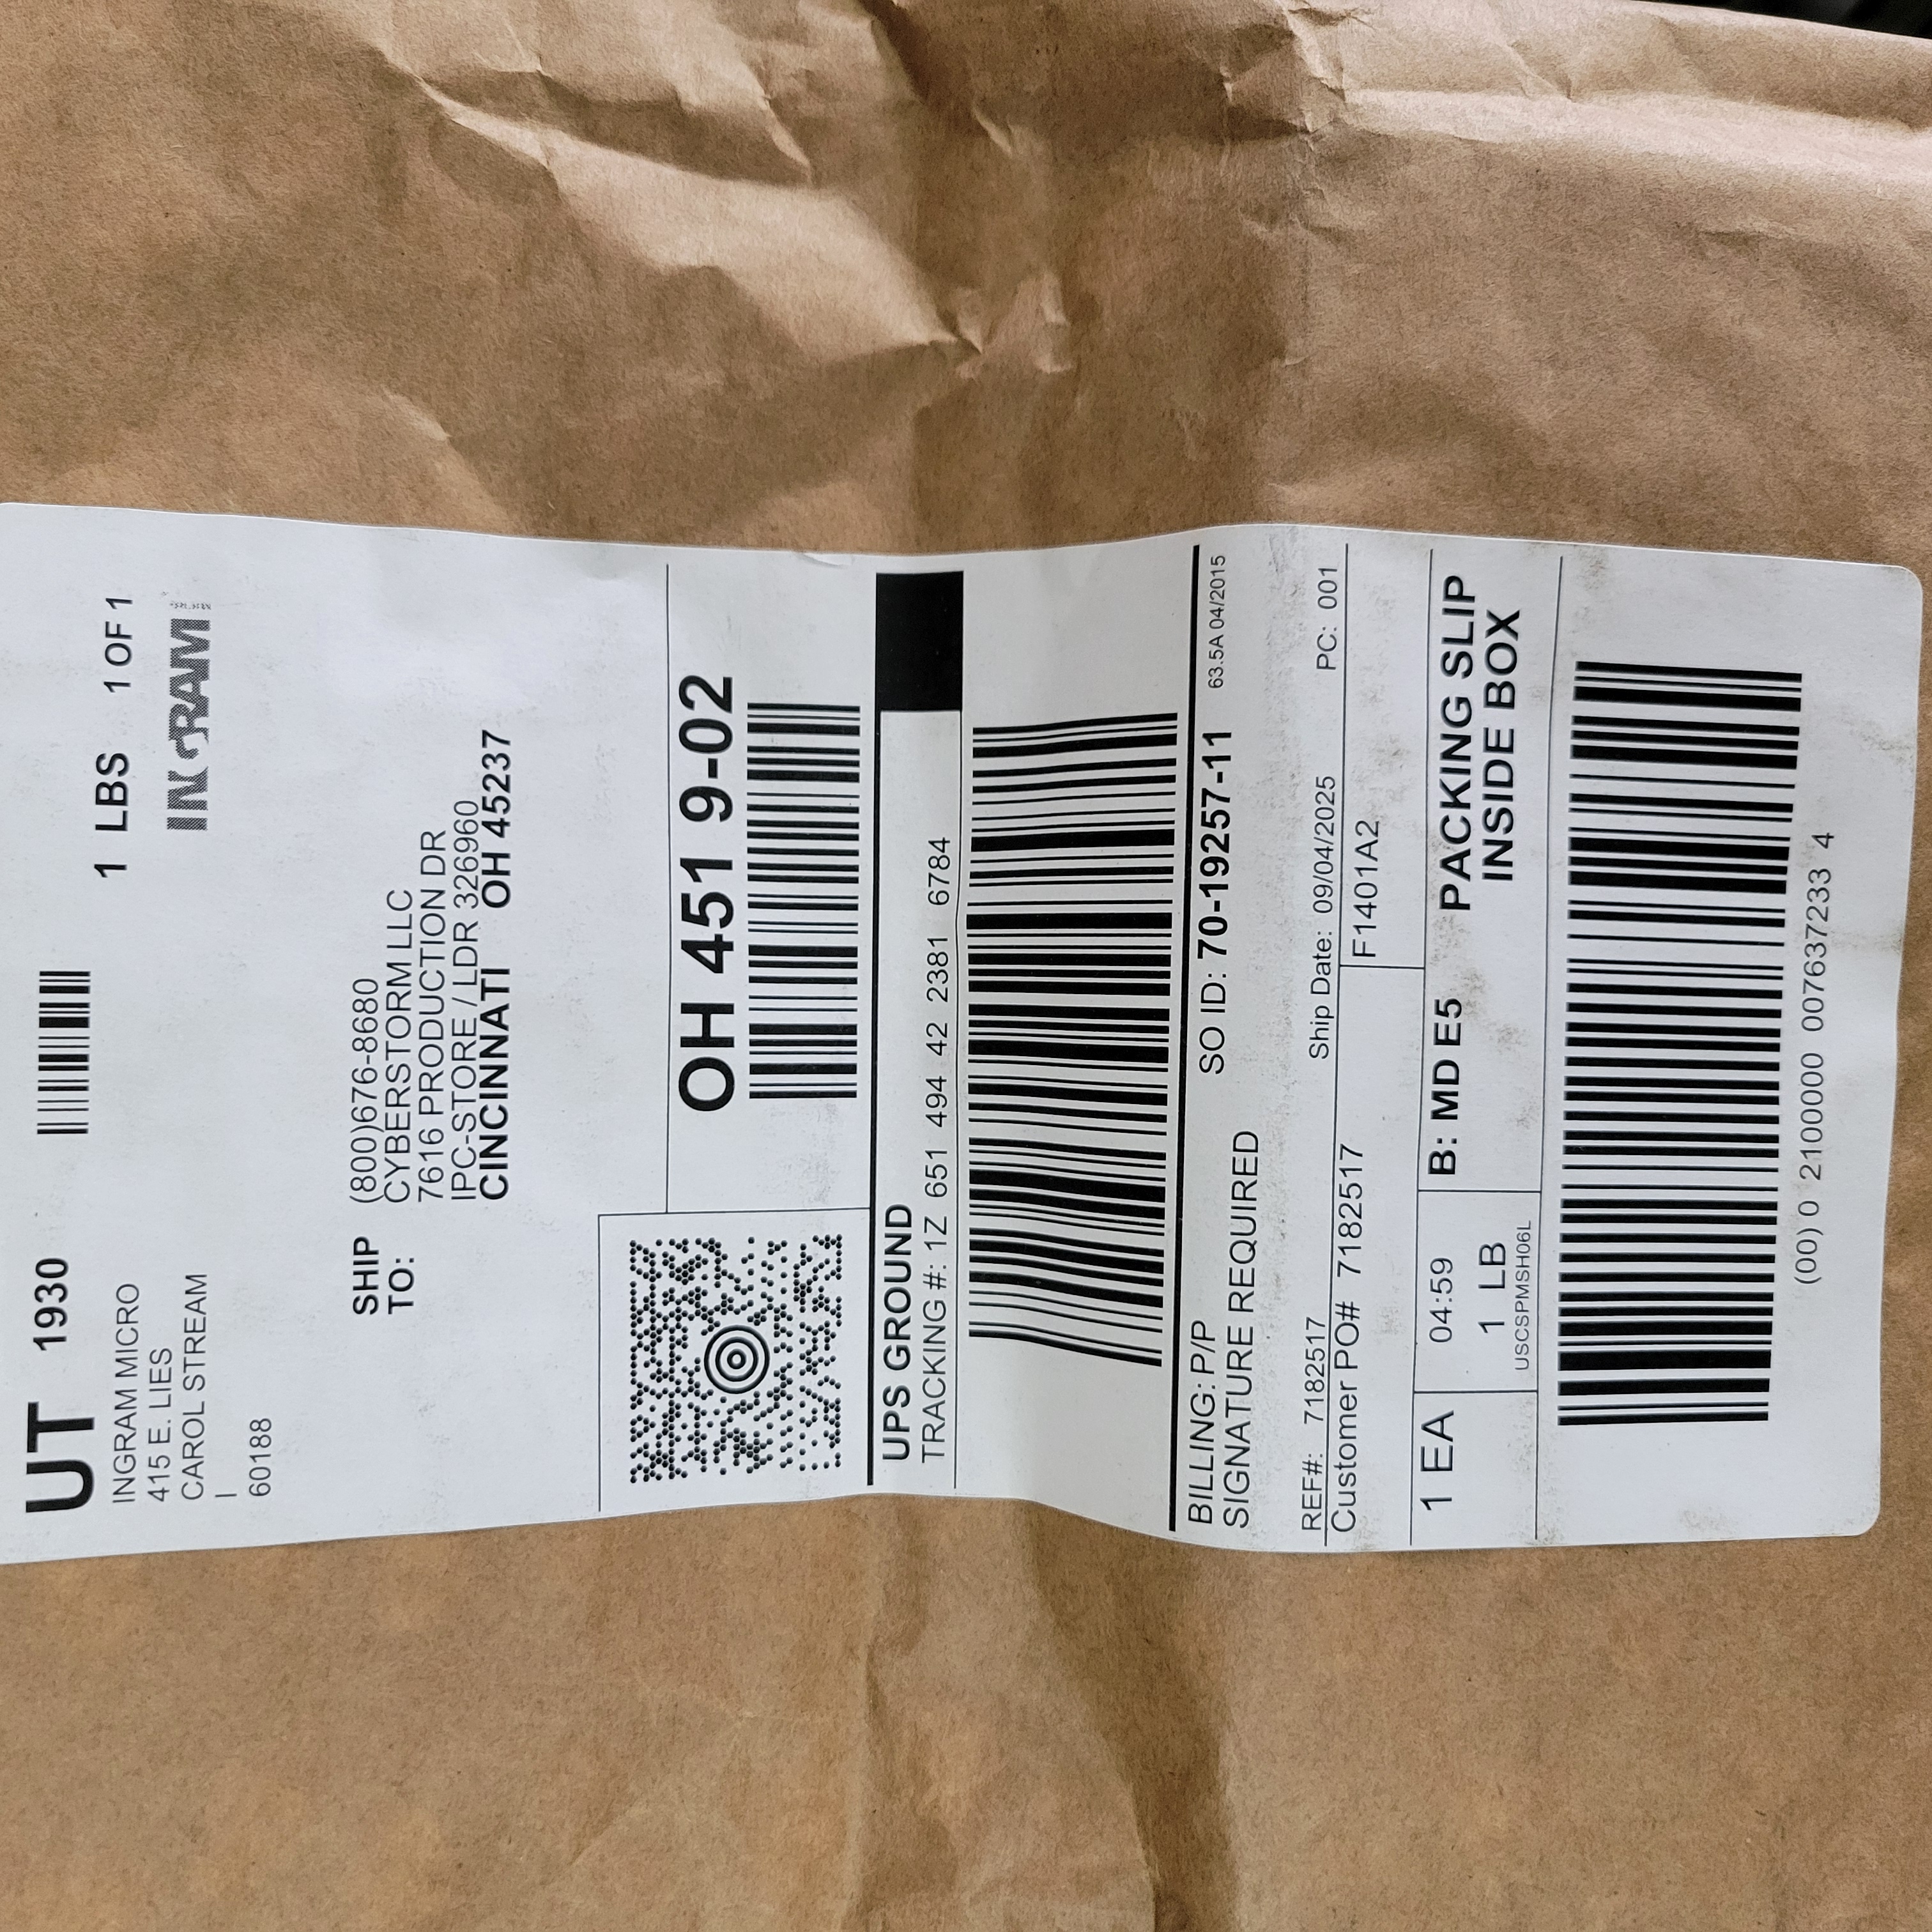 UT 1930
1 LBS 1 OF 1
INGRAM MICRO
415 E. LIES
CAROL STREAM
I
60188
INGRAM
SHIP TO:
(800)676-8680
CYBERSTORM LLC
7616 PRODUCTION DR
IPC-STORE / LDR 326960
CINCINNATI OH 45237
OH 451 9-02
UPS GROUND
TRACKING #: 1Z 651 494 42 2381 6784
BILLING: P/P
SIGNATURE REQUIRED
SO ID: 70-19257-11
63.5A 04/2015
REF#: 7182517
Ship Date: 09/04/2025
PC: 001
Customer PO# 7182517
F1401A2
1 EA
04:59
1 LB
USCSPMSH06L
B: MD E5
PACKING SLIP
INSIDE BOX
(00) 0 2100000 007637233 4